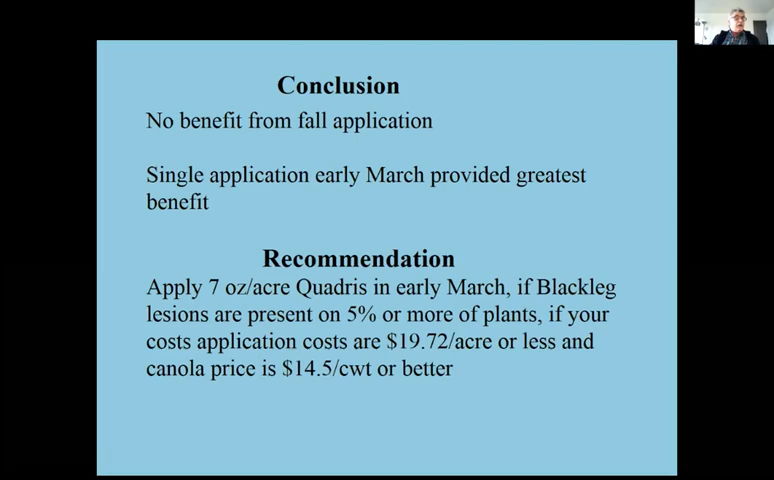 Conclusion
No benefit from fall application
Single application early March provided greatest
benefit
Recommendation
Apply 7 oz/acre Quadris in early March, if Blackleg
lesions are present on 5% or more of plants, if your
costs application costs are $19.72/acre or less and
canola price is $14.5/cwt or better